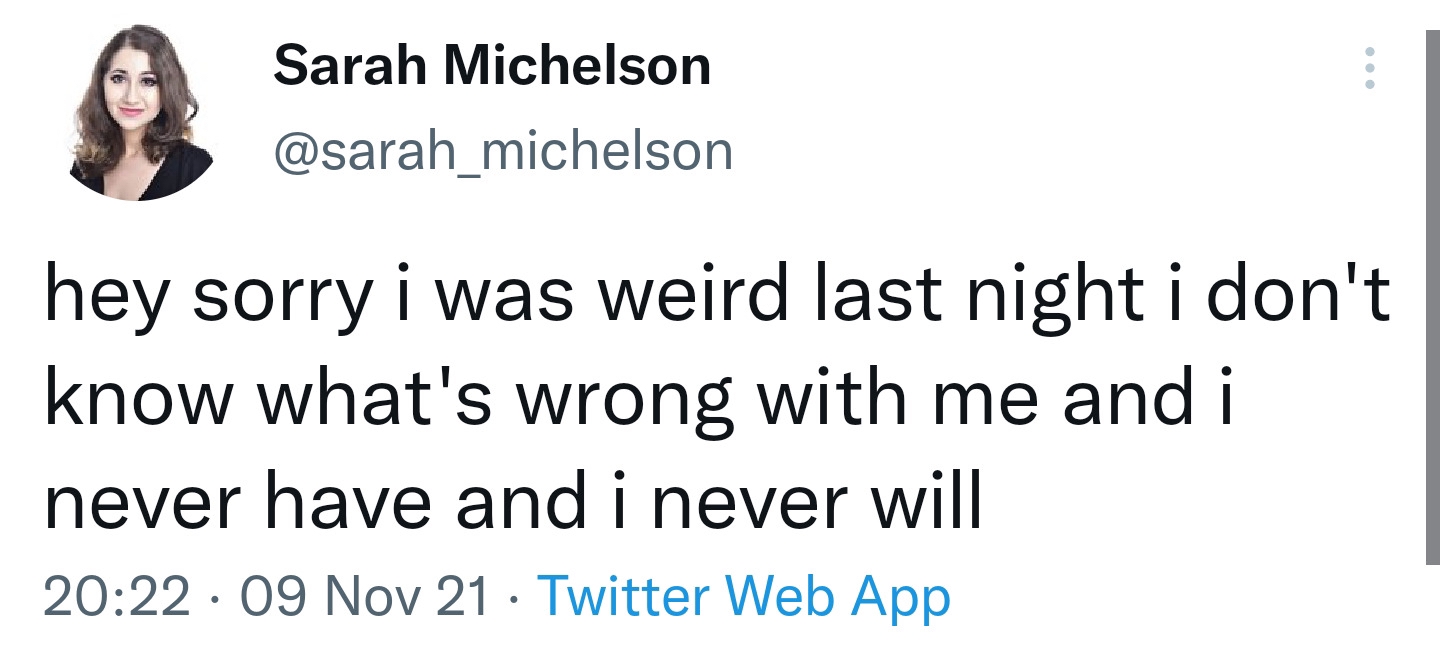 Sarah Michelson
@sarah_michelson
hey sorry i was weird last night i don't
know what's wrong with me and i
never have and i never will
20:22 · 09 Nov 21 · Twitter Web App